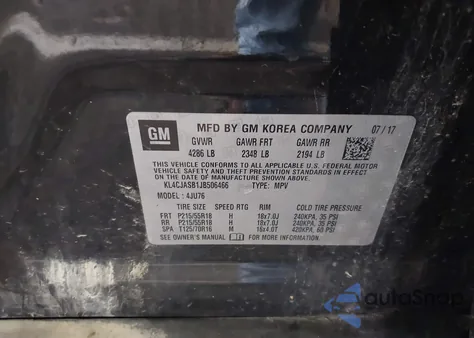 GM
MFD BY GM KOREA COMPANY 07/17
GVWR GAWR FRT GAWR RR
4286 LB 2348 LB 2194 LB
THIS VEHICLE CONFORMS TO ALL APPLICABLE U.S. FEDERAL MOTOR
VEHICLE SAFETY, BUMPER, AND THEFT PREVENTION STANDARDS IN
EFFECT ON THE DATE OF MANUFACTURE SHOWN ABOVE.
KL4CJASB1JB506466 TYPE: MPV
MODEL: 4JU76
TIRE SIZE SPEED RTG RIM COLD TIRE PRESSURE
FRT P215/55R18 H 18x7.0J 240KPA, 35 PSI
RR P215/55R18 H 18x7.0J 240KPA, 35 PSI
SPA T125/70R16 M 16x4.0T 420KPA, 60 PSI
SEE OWNER'S MANUAL FOR MORE INFORMATION.
autoSnap